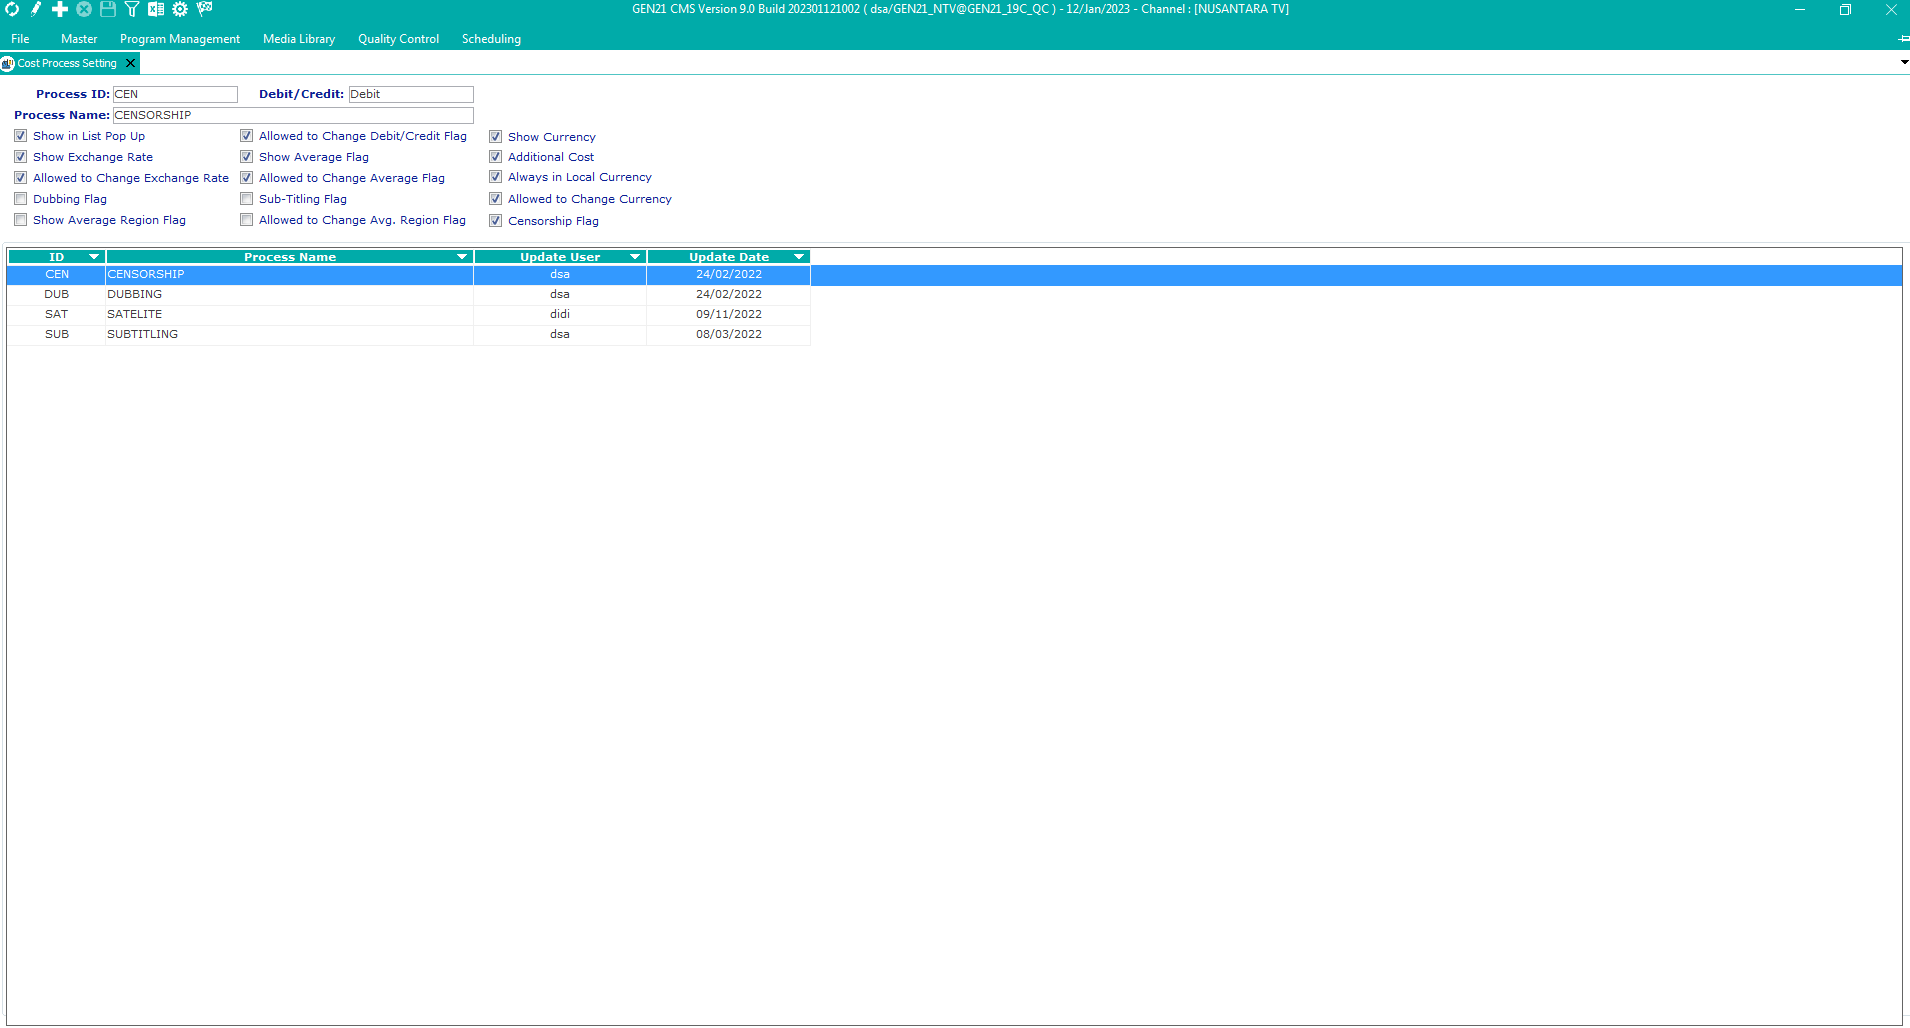 GEN21 CMS Version 9.0 Build 202301121002 ( dsa/GEN21_NTV@GEN21_19C_QC ) - 12/Jan/2023 - Channel : [NUSANTARA TV]
File Master Program Management Media Library Quality Control Scheduling
Cost Process Setting
Process ID: CEN Debit/Credit: Debit
Process Name: CENSORSHIP
Show in List Pop Up Allowed to Change Debit/Credit Flag Show Currency
Show Exchange Rate Show Average Flag Additional Cost
Allowed to Change Exchange Rate Allowed to Change Average Flag Always in Local Currency
Dubbing Flag Sub-Titling Flag Allowed to Change Currency
Show Average Region Flag Allowed to Change Avg. Region Flag Censorship Flag
ID Process Name Update User Update Date
CEN CENSORSHIP dsa 24/02/2022
DUB DUBBING dsa 24/02/2022
SAT SATELITE didi 09/11/2022
SUB SUBTITLING dsa 08/03/2022